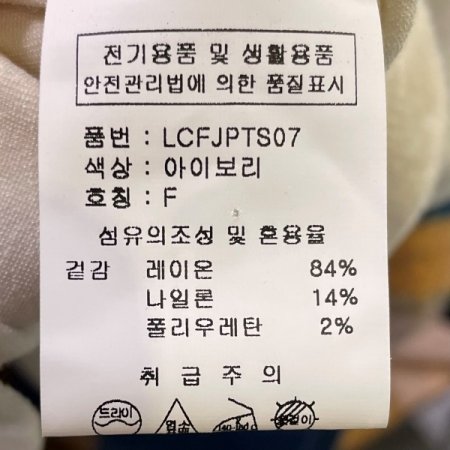 전기용품 및 생활용품
안전관리법에 의한 품질표시
품번 : LCFJPTS07
색상 : 아이보리
호칭 : F
섬유의조성 및 혼용율
겉감 레이온 84%
나일론 14%
폴리우레탄 2%
취급주의
드라이